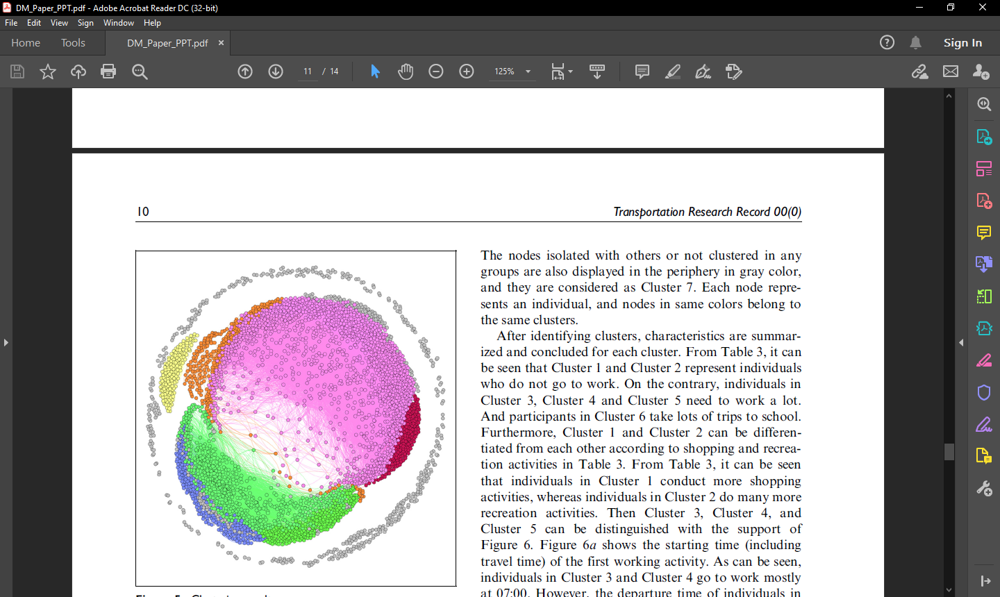 DM_Paper_PPT.pdf - Adobe Acrobat Reader DC (32-bit)
File Edit View Sign Window Help
Home Tools DM_Paper_PPT.pdf × Sign In
11 / 14 125%
10 Transportation Research Record 00(0)
The nodes isolated with others or not clustered in any
groups are also displayed in the periphery in gray color,
and they are considered as Cluster 7. Each node repre-
sents an individual, and nodes in same colors belong to
the same clusters.
After identifying clusters, characteristics are summar-
ized and concluded for each cluster. From Table 3, it can
be seen that Cluster 1 and Cluster 2 represent individuals
who do not go to work. On the contrary, individuals in
Cluster 3, Cluster 4 and Cluster 5 need to work a lot.
And participants in Cluster 6 take lots of trips to school.
Furthermore, Cluster 1 and Cluster 2 can be differen-
tiated from each other according to shopping and recrea-
tion activities in Table 3. From Table 3, it can be seen
that individuals in Cluster 1 conduct more shopping
activities, whereas individuals in Cluster 2 do many more
recreation activities. Then Cluster 3, Cluster 4, and
Cluster 5 can be distinguished with the support of
Figure 6. Figure 6a shows the starting time (including
travel time) of the first working activity. As can be seen,
individuals in Cluster 3 and Cluster 4 go to work mostly
at 07:00. However, the departure time of individuals in